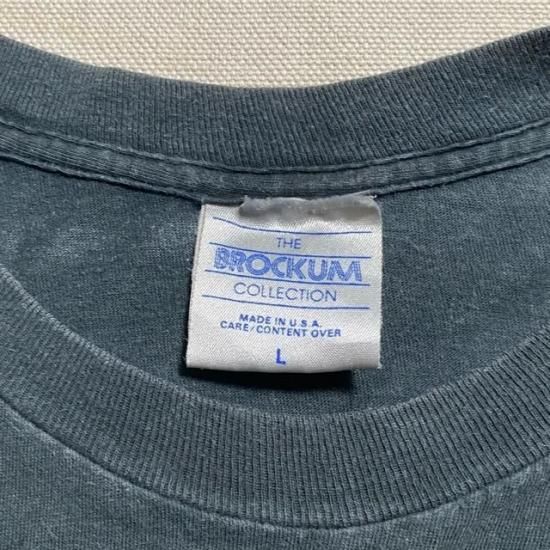 THE
BROCKUM
COLLECTION
MADE IN U.S.A.
CARE/CONTENT OVER
L